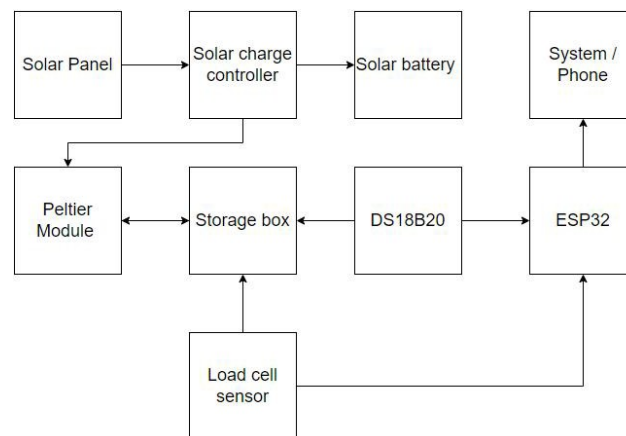 Solar Panel
Solar charge
controller
Solar battery
System /
Phone
Peltier
Module
Storage box
DS18B20
ESP32
Load cell
sensor